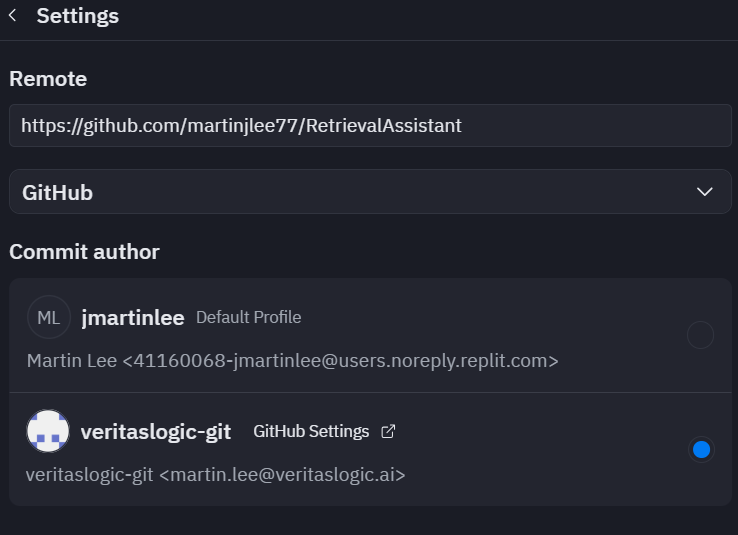 Settings
Remote
https://github.com/martinjlee77/RetrievalAssistant
GitHub
Commit author
ML jmartinlee Default Profile
Martin Lee <41160068-jmartinlee@users.noreply.replit.com>
veritaslogic-git GitHub Settings
veritaslogic-git <martin.lee@veritaslogic.ai>